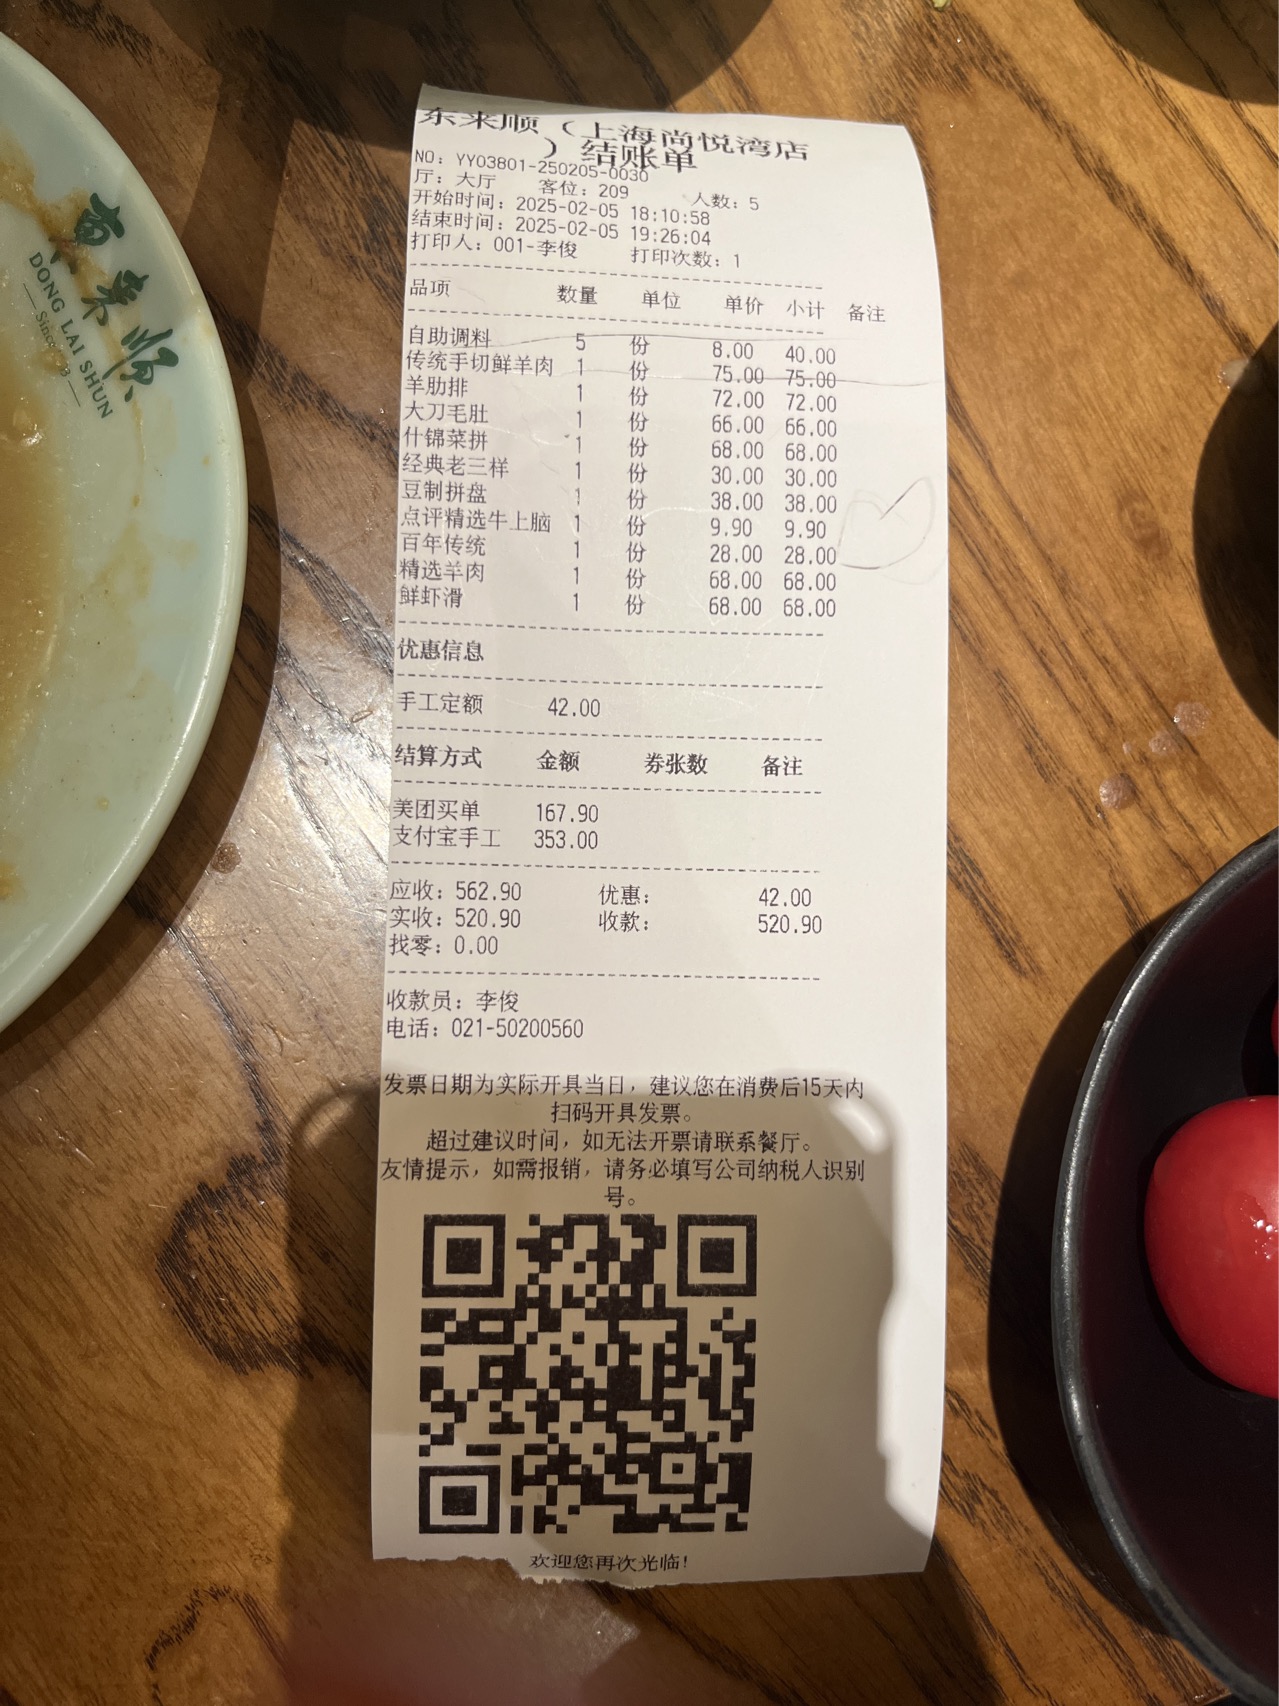 东来顺（上海尚悦湾店
）结账单
NO: YY03801-250205-0030
厅: 大厅 客位: 209 人数: 5
开始时间: 2025-02-05 18:10:58
结束时间: 2025-02-05 19:26:04
打印人: 001-李俊 打印次数: 1
品项 数量 单位 单价 小计 备注
自助调料 5 份 8.00 40.00
传统手切鲜羊肉 1 份 75.00 75.00
羊肋排 1 份 72.00 72.00
大刀毛肚 1 份 66.00 66.00
什锦菜拼 1 份 68.00 68.00
经典老三样 1 份 30.00 30.00
豆制拼盘 1 份 38.00 38.00
点评精选牛上脑 1 份 9.90 9.90
百年传统 1 份 28.00 28.00
精选羊肉 1 份 68.00 68.00
鲜虾滑 1 份 68.00 68.00
优惠信息
手工定额 42.00
结算方式 金额 券张数 备注
美团买单 167.90
支付宝手工 353.00
应收: 562.90 优惠: 42.00
实收: 520.90 收款: 520.90
找零: 0.00
收款员: 李俊
电话: 021-50200560
发票日期为实际开具当日，建议您在消费后15天内
扫码开具发票。
超过建议时间，如无法开票请联系餐厅。
友情提示，如需报销，请务必填写公司纳税人识别
号。
欢迎您再次光临!
東来顺
DONG LAI SHUN